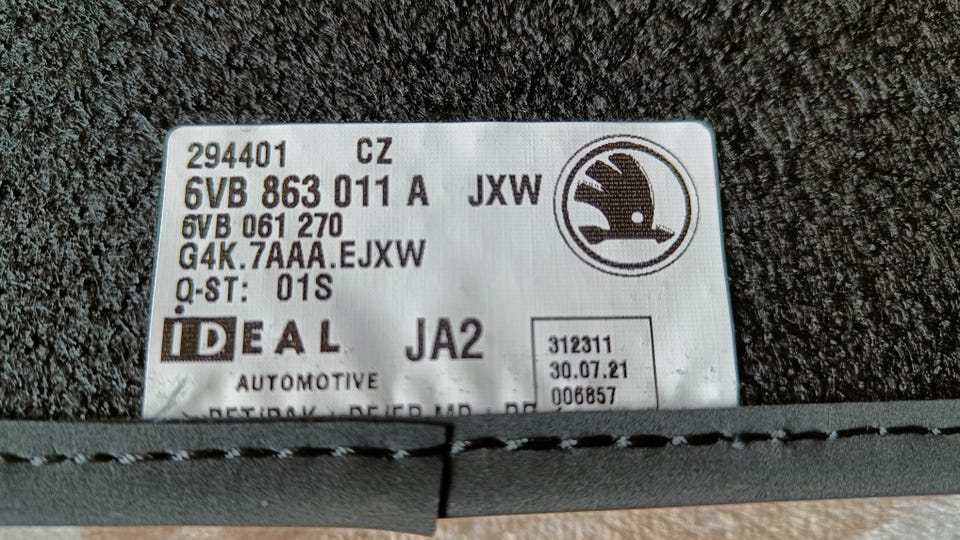 294401 CZ
6VB 863 011 A JXW
6VB 061 270
G4K.7AAA.EJXW
Q-ST: 01S
IDEAL JA2
AUTOMOTIVE
312311
30.07.21
006857